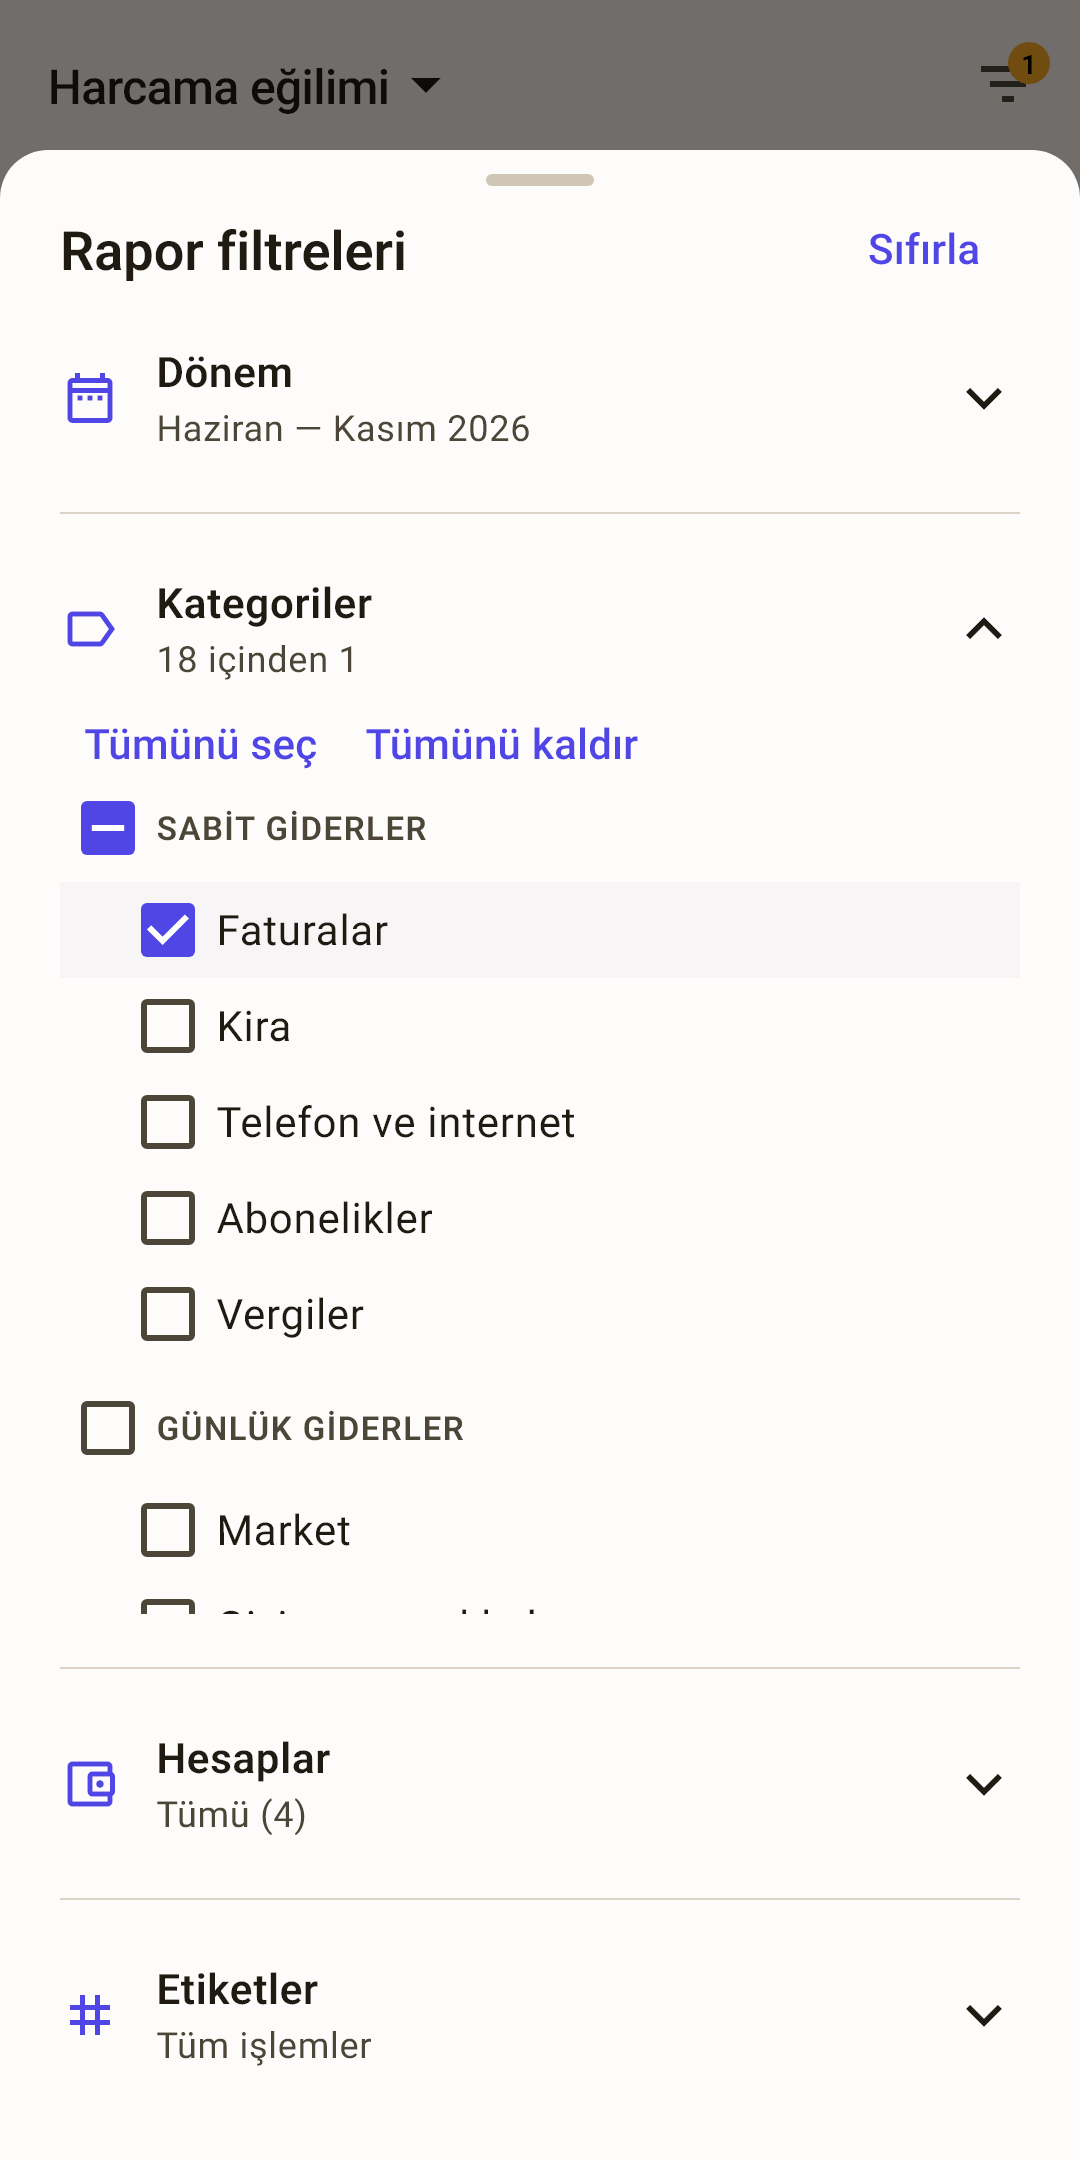 Harcama eğilimi
1
Rapor filtreleri
Sıfırla
Dönem
Haziran — Kasım 2026
Kategoriler
18 içinden 1
Tümünü seç Tümünü kaldır
SABİT GİDERLER
Faturalar
Kira
Telefon ve internet
Abonelikler
Vergiler
GÜNLÜK GİDERLER
Market
Hesaplar
Tümü (4)
Etiketler
Tüm işlemler